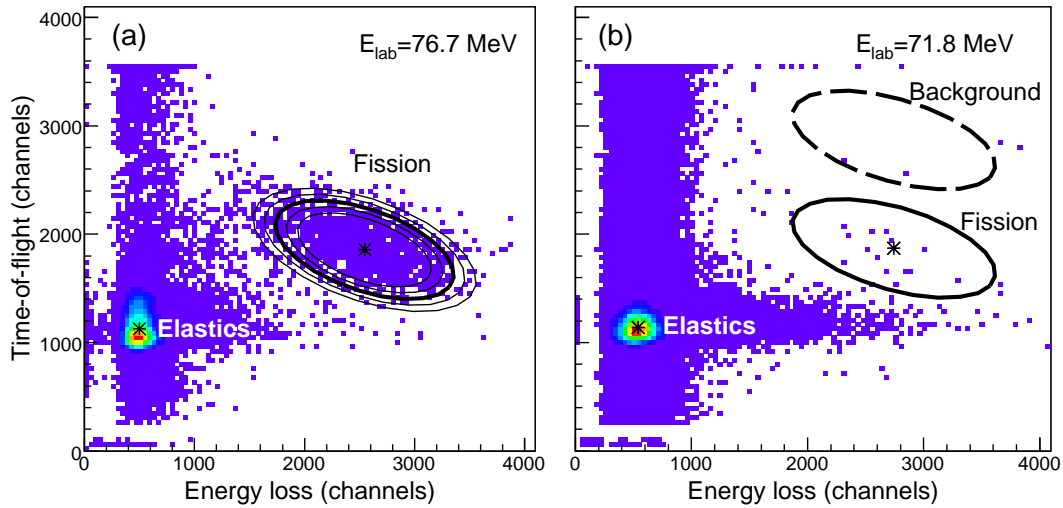 (a)
E_lab=76.7 MeV
Fission
Elastics
4000
3000
2000
1000
0
0 1000 2000 3000 4000
Time-of-flight (channels)
Energy loss (channels)
(b)
E_lab=71.8 MeV
Background
Fission
Elastics
0 1000 2000 3000 4000
Energy loss (channels)